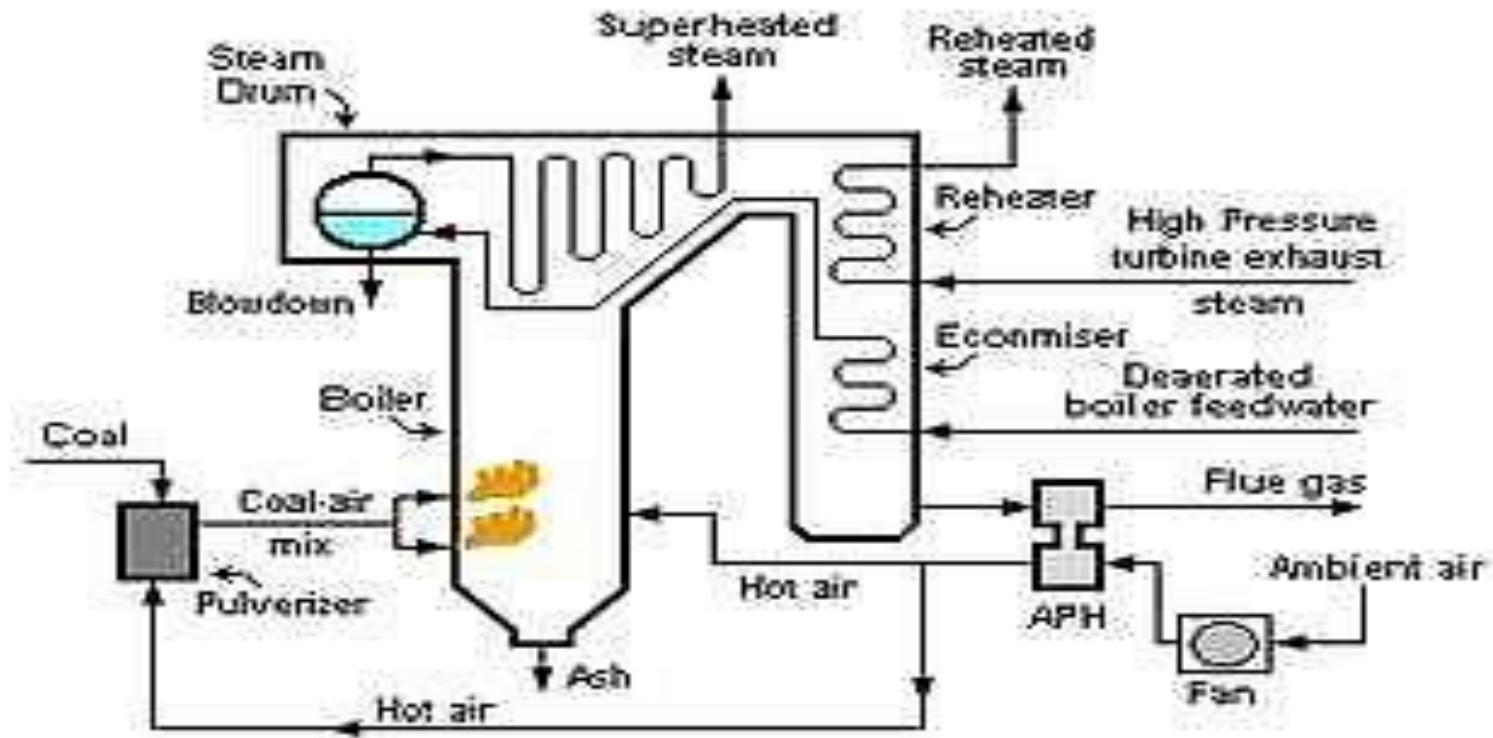 Superheated
steam
Reheated
steam
Steam
Drum
Reheater
High Pressure
turbine exhaust
steam
Blowdown
Econmiser
Deaerated
boiler feedwater
Boiler
Coal
Coal-air
mix
Flue gas
Pulverizer
Hot air
Ambient air
APH
Ash
Fan
Hot air